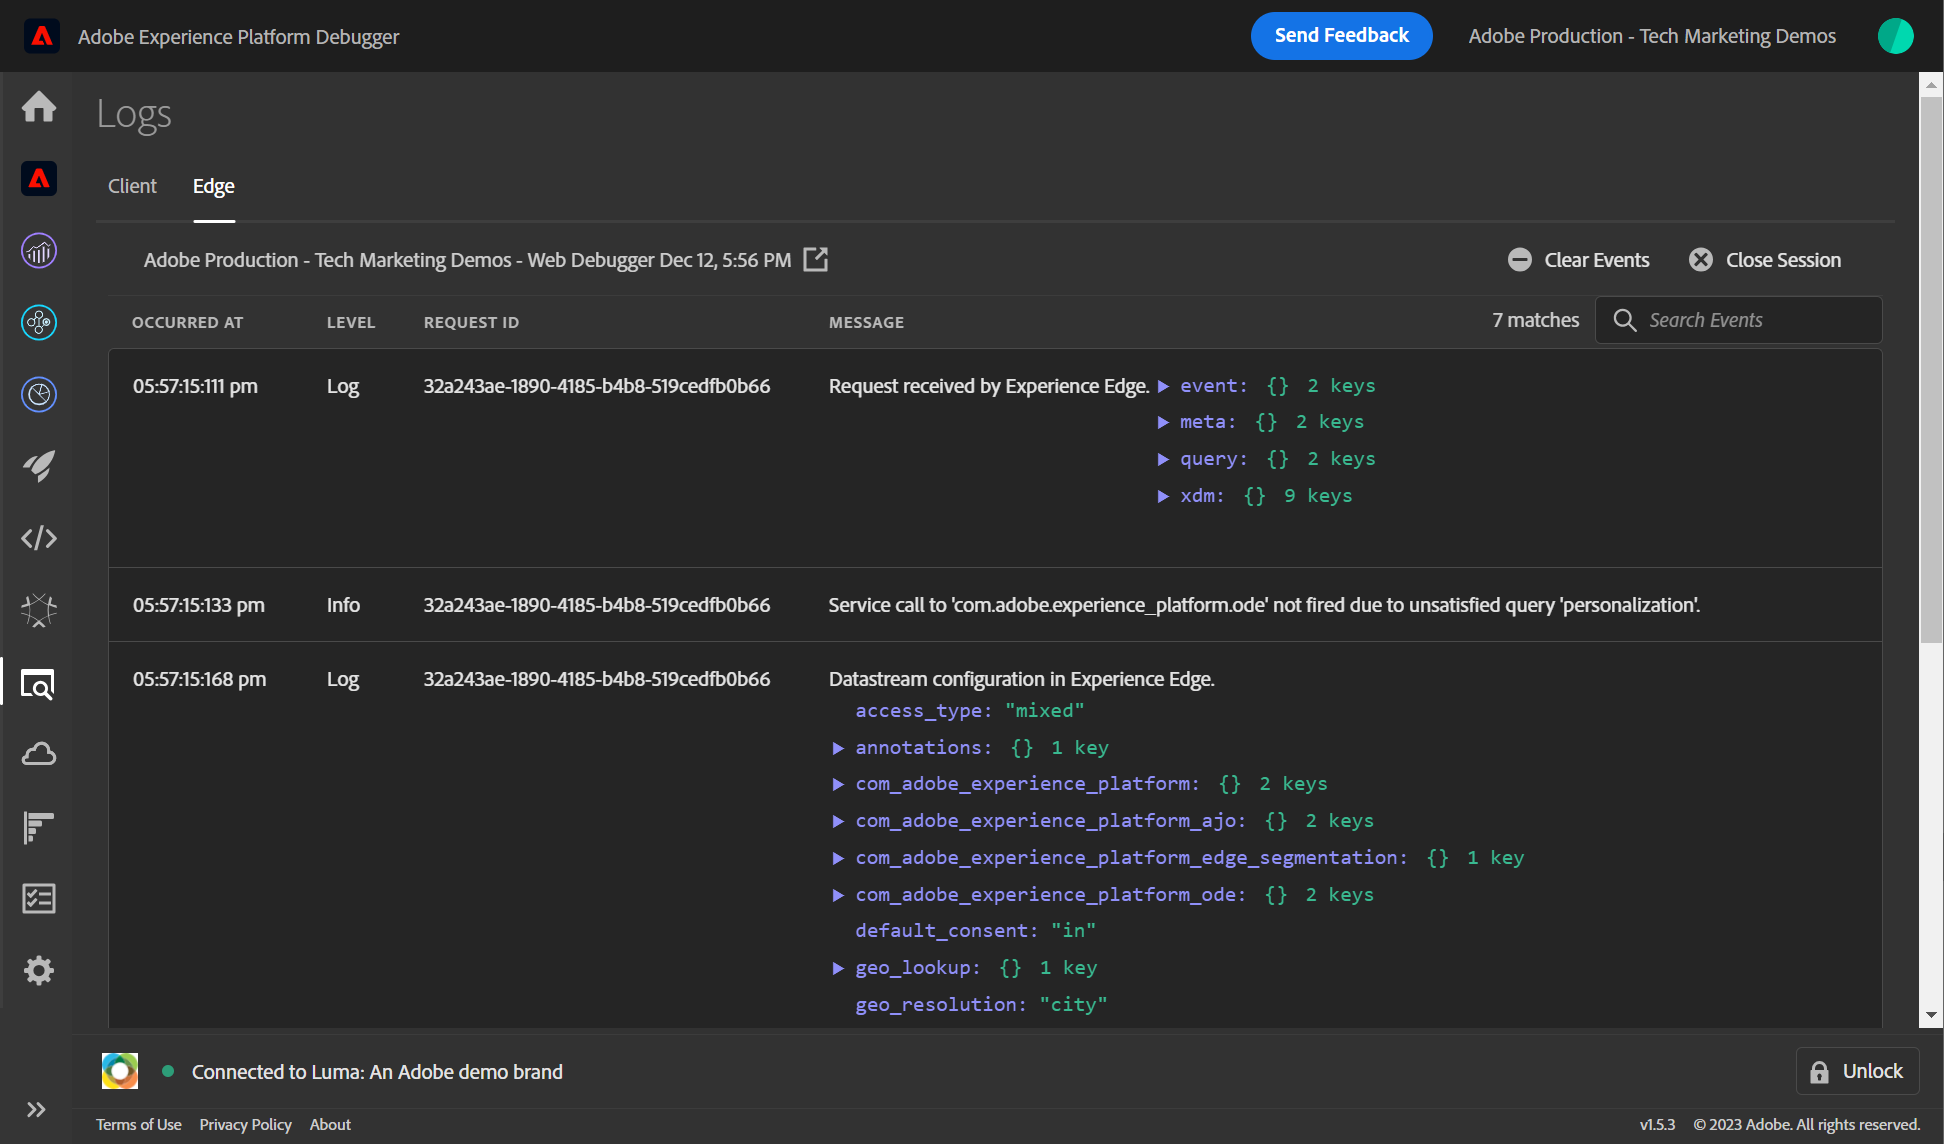 Adobe Experience Platform Debugger
Send Feedback
Adobe Production - Tech Marketing Demos
Logs
Client Edge
Adobe Production - Tech Marketing Demos - Web Debugger Dec 12, 5:56 PM
Clear Events
Close Session
OCCURRED AT LEVEL REQUEST ID MESSAGE 7 matches Search Events
05:57:15:111 pm Log 32a243ae-1890-4185-b4b8-519cedfb0b66 Request received by Experience Edge. ▶ event: {} 2 keys
▶ meta: {} 2 keys
▶ query: {} 2 keys
▶ xdm: {} 9 keys
05:57:15:133 pm Info 32a243ae-1890-4185-b4b8-519cedfb0b66 Service call to 'com.adobe.experience_platform.ode' not fired due to unsatisfied query 'personalization'.
05:57:15:168 pm Log 32a243ae-1890-4185-b4b8-519cedfb0b66 Datastream configuration in Experience Edge.
access_type: "mixed"
▶ annotations: {} 1 key
▶ com_adobe_experience_platform: {} 2 keys
▶ com_adobe_experience_platform_ajo: {} 2 keys
▶ com_adobe_experience_platform_edge_segmentation: {} 1 key
▶ com_adobe_experience_platform_ode: {} 2 keys
default_consent: "in"
▶ geo_lookup: {} 1 key
geo_resolution: "city"
Connected to Luma: An Adobe demo brand
Unlock
Terms of Use Privacy Policy About
v1.5.3 © 2023 Adobe. All rights reserved.